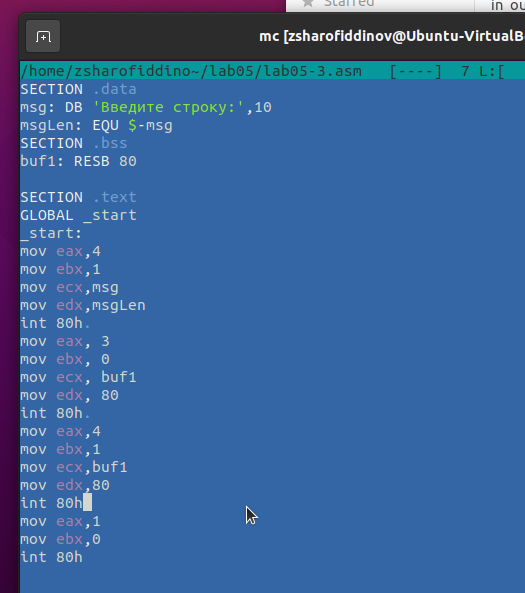 Starred
in ou
mc [zsharofiddinov@Ubuntu-VirtualB
/home/zsharofiddino~/lab05/lab05-3.asm [----] 7 L:[
SECTION .data
msg: DB 'Введите строку:',10
msgLen: EQU $-msg
SECTION .bss
buf1: RESB 80
SECTION .text
GLOBAL _start
_start:
mov eax,4
mov ebx,1
mov ecx,msg
mov edx,msgLen
int 80h.
mov eax, 3
mov ebx, 0
mov ecx, buf1
mov edx, 80
int 80h.
mov eax,4
mov ebx,1
mov ecx,buf1
mov edx,80
int 80h
mov eax,1
mov ebx,0
int 80h